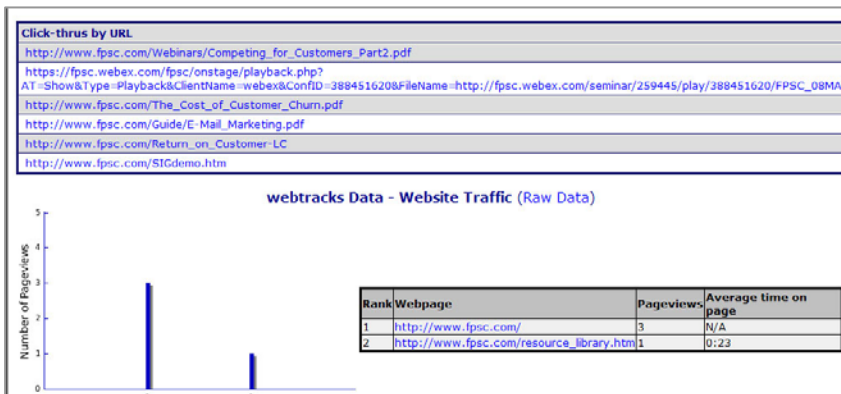 Click-thrus by URL
http://www.fpsc.com/Webinars/Competing_for_Customers_Part2.pdf
https://fpsc.webex.com/fpsc/onstage/playback.php?
AT=Show&Type=Playback&ClientName=webex&ConfID=388451620&FileName=http://fpsc.webex.com/seminar/259445/play/388451620/FPSC_08MA
http://www.fpsc.com/The_Cost_of_Customer_Churn.pdf
http://www.fpsc.com/Guide/E-Mail_Marketing.pdf
http://www.fpsc.com/Return_on_Customer-LC
http://www.fpsc.com/SIGdemo.htm
webtracks Data - Website Traffic (Raw Data)
Number of Pageviews
5
4
3
2
1
0
Rank Webpage Pageviews Average time on page
1 http://www.fpsc.com/ 3 N/A
2 http://www.fpsc.com/resource_library.htm 1 0:23